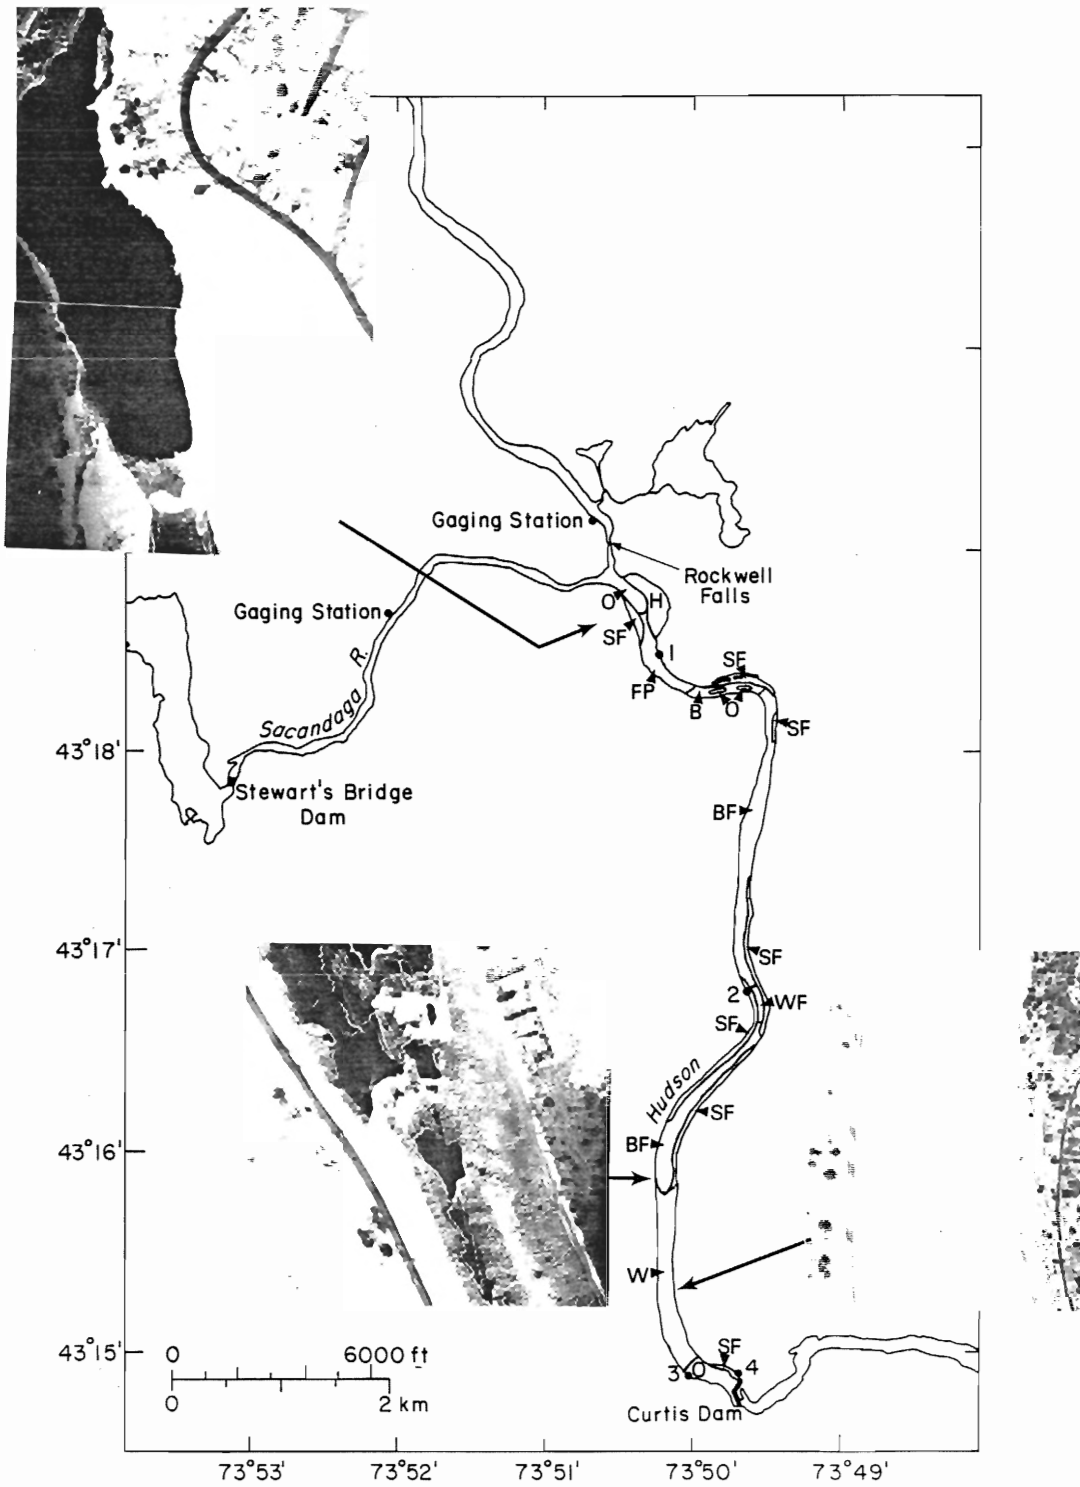 Gaging Station
Rockwell
Falls
O
H
Gaging Station
SF
1
R.
SF
FP
B
O
Sacandaga
SF
43°18'
Stewart's Bridge
Dam
BF
43°17'
SF
2
WF
SF
Hudson
SF
BF
43°16'
W
SF
43°15'
0
6000 ft
3
O
4
0
2 km
Curtis Dam
73°53'
73°52'
73°51'
73°50'
73°49'